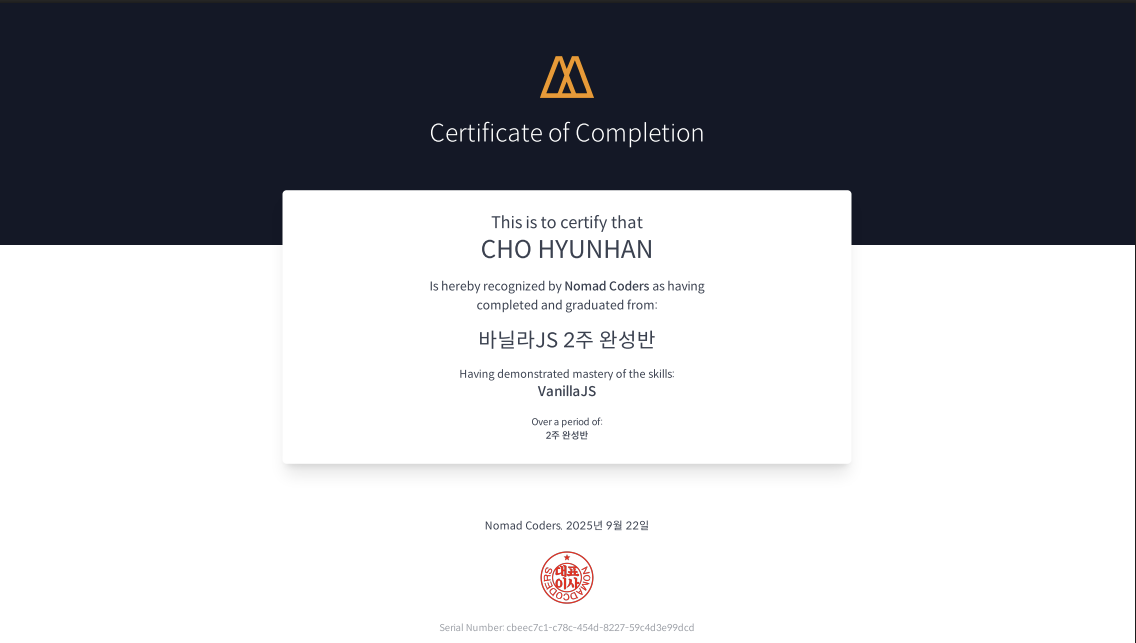 Certificate of Completion
This is to certify that
CHO HYUNHAN
Is hereby recognized by Nomad Coders as having
completed and graduated from:
바닐라JS 2주 완성반
Having demonstrated mastery of the skills:
VanillaJS
Over a period of:
2주 완성반
Nomad Coders. 2025년 9월 22일
대표
이사
NOMADCODERS
Serial Number: cbeec7c1-c78c-454d-8227-59c4d3e99dcd